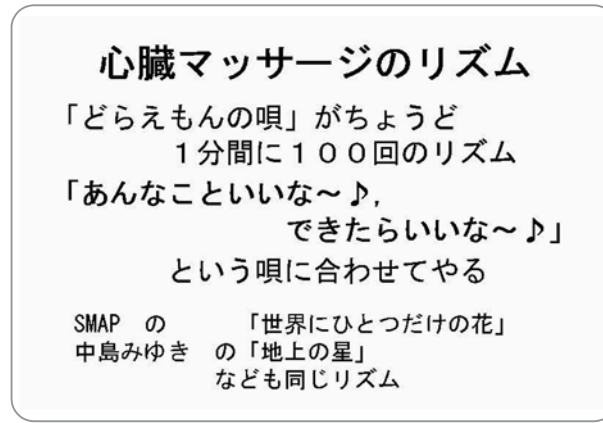 心臓マッサージのリズム
「どらえもんの唄」がちょうど
１分間に１００回のリズム
「あんなこといいな～♪,
できたらいいな～♪」
という唄に合わせてやる
SMAP の 「世界にひとつだけの花」
中島みゆき の「地上の星」
なども同じリズム